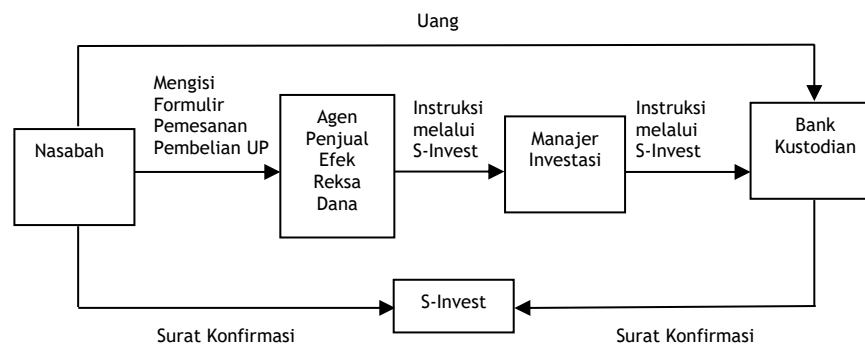 Uang
Mengisi
Formulir
Pemesanan
Pembelian UP
Nasabah
Agen
Penjual
Efek
Reksa
Dana
Instruksi
melalui
S-Invest
Manajer
Investasi
Instruksi
melalui
S-Invest
Bank
Kustodian
S-Invest
Surat Konfirmasi
Surat Konfirmasi